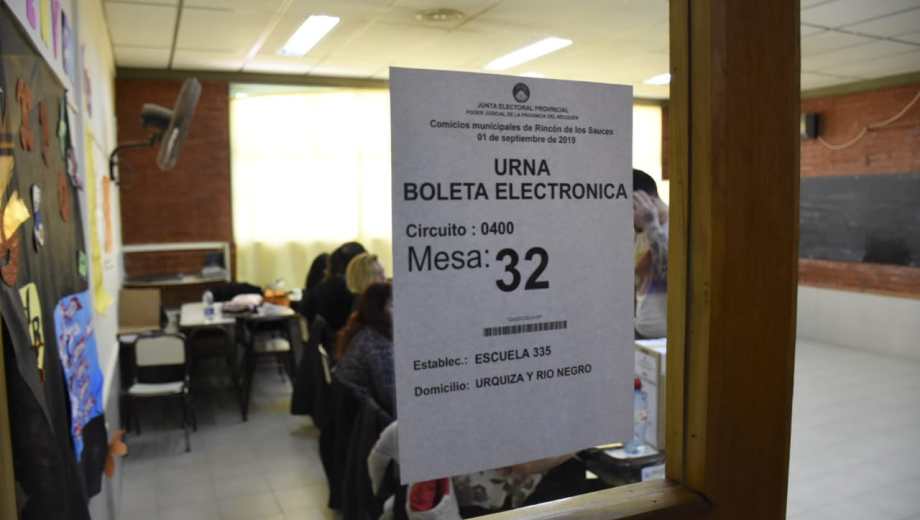 JUNTA ELECTORAL PROVINCIAL
PODER JUDICIAL DE LA PROVINCIA DEL NEUQUEN
Comicios municipales de Rincón de los Sauces
01 de septiembre de 2019
URNA
BOLETA ELECTRONICA
Circuito : 0400
Mesa: 32
Establec.: ESCUELA 335
Domicilio: URQUIZA Y RIO NEGRO